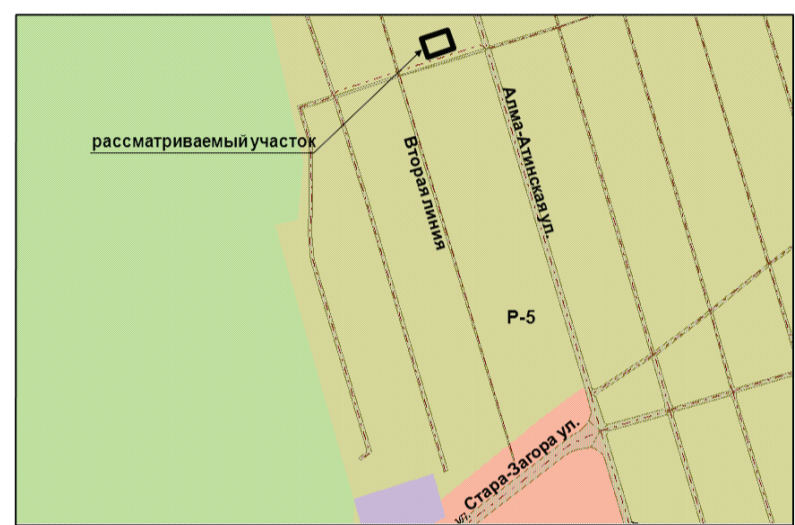 рассматриваемый участок
Алма-Атинская ул.
Вторая линия
Р-5
ул. Стара-Загора ул.